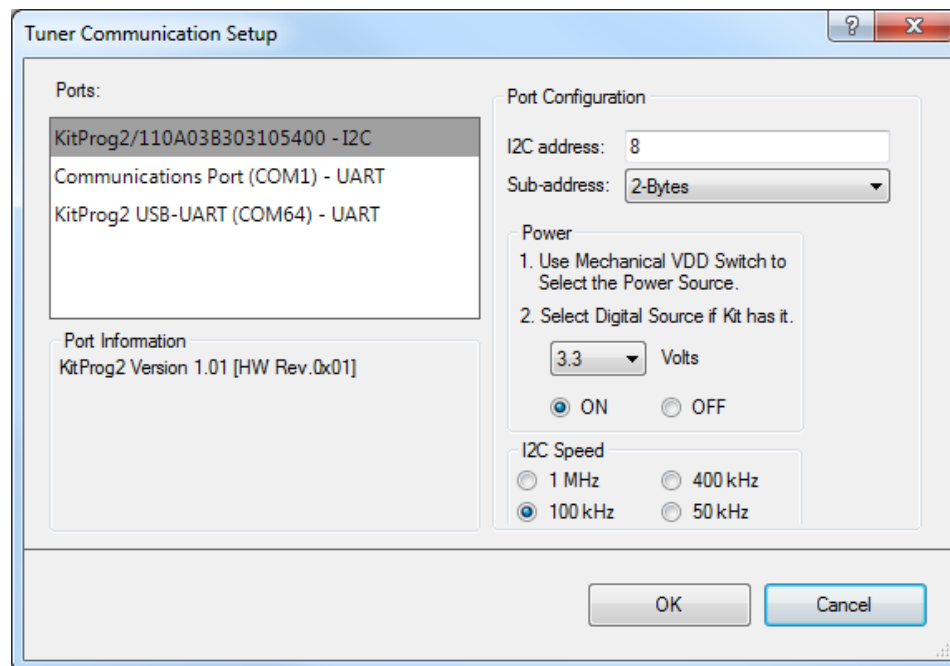 Tuner Communication Setup
Ports:
KitProg2/110A03B303105400 - I2C
Communications Port (COM1) - UART
KitProg2 USB-UART (COM64) - UART
Port Information
KitProg2 Version 1.01 [HW Rev.0x01]
Port Configuration
I2C address: 8
Sub-address: 2-Bytes
Power
1. Use Mechanical VDD Switch to
Select the Power Source.
2. Select Digital Source if Kit has it.
3.3 Volts
ON OFF
I2C Speed
1 MHz 400 kHz
100 kHz 50 kHz
OK Cancel